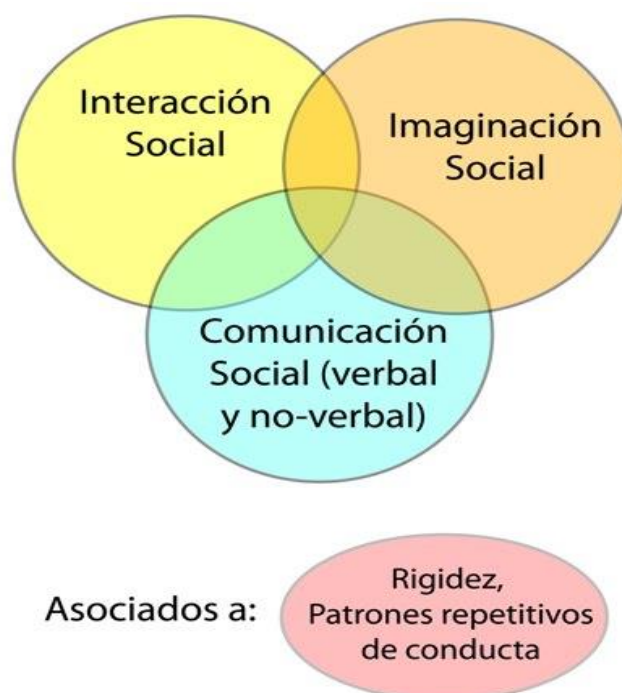 Interacción
Social
Imaginación
Social
Comunicación
Social (verbal
y no-verbal)
Asociados a:
Rigidez,
Patrones repetitivos
de conducta